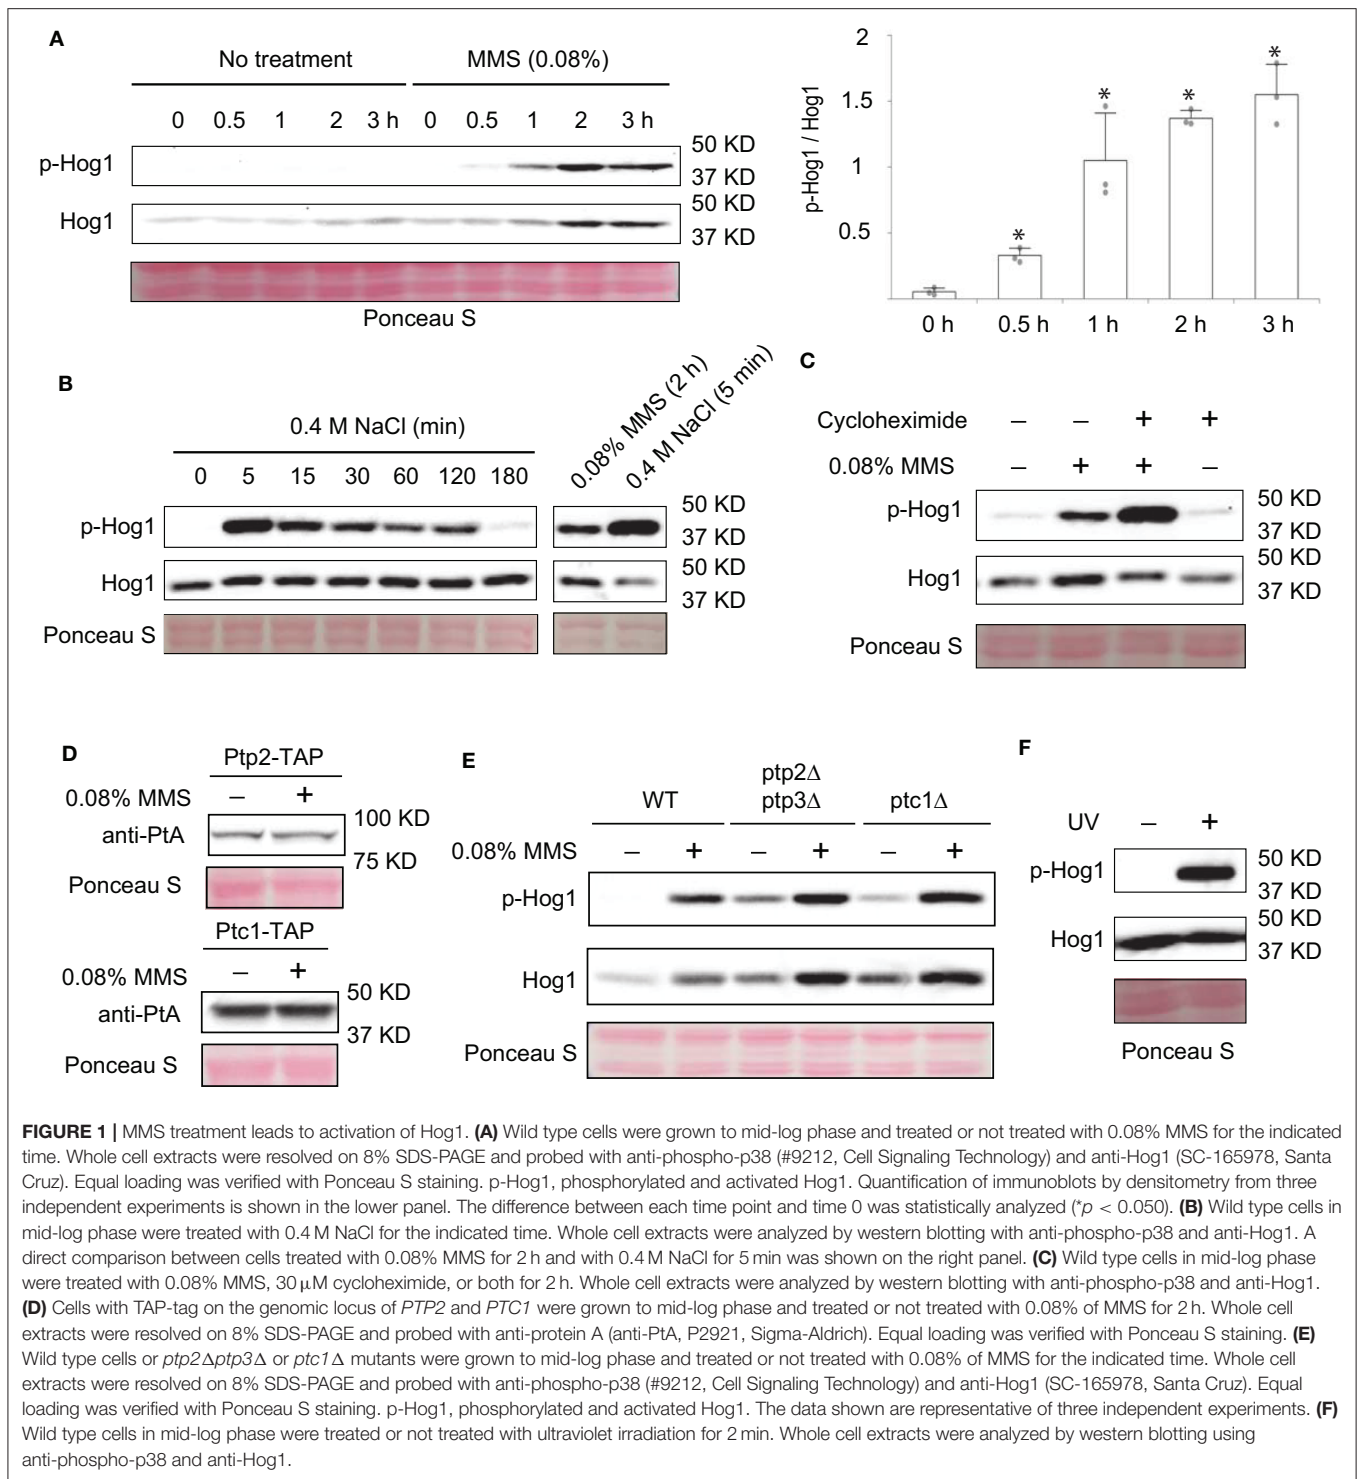 A
No treatment MMS (0.08%)
0 0.5 1 2 3 h 0 0.5 1 2 3 h
p-Hog1 50 KD
37 KD
Hog1 50 KD
37 KD
Ponceau S
p-Hog1 / Hog1
2
1.5
1
0.5
* * * *
0 h 0.5 h 1 h 2 h 3 h
B
0.4 M NaCl (min)
0 5 15 30 60 120 180
0.08% MMS (2 h)
0.4 M NaCl (5 min)
p-Hog1 50 KD
37 KD
Hog1 50 KD
37 KD
Ponceau S
C
Cycloheximide – – + +
0.08% MMS – + + –
p-Hog1 50 KD
37 KD
Hog1 50 KD
37 KD
Ponceau S
D
Ptp2-TAP
0.08% MMS – +
anti-PtA 100 KD
75 KD
Ponceau S
Ptc1-TAP
0.08% MMS – +
anti-PtA 50 KD
37 KD
Ponceau S
E
WT ptp2Δ ptp3Δ ptc1Δ
0.08% MMS – + – + – +
p-Hog1
Hog1
Ponceau S
F
UV – +
p-Hog1 50 KD
37 KD
Hog1 50 KD
37 KD
Ponceau S
FIGURE 1 | MMS treatment leads to activation of Hog1. (A) Wild type cells were grown to mid-log phase and treated or not treated with 0.08% MMS for the indicated
time. Whole cell extracts were resolved on 8% SDS-PAGE and probed with anti-phospho-p38 (#9212, Cell Signaling Technology) and anti-Hog1 (SC-165978, Santa
Cruz). Equal loading was verified with Ponceau S staining. p-Hog1, phosphorylated and activated Hog1. Quantification of immunoblots by densitometry from three
independent experiments is shown in the lower panel. The difference between each time point and time 0 was statistically analyzed (*p < 0.050). (B) Wild type cells in
mid-log phase were treated with 0.4 M NaCl for the indicated time. Whole cell extracts were analyzed by western blotting with anti-phospho-p38 and anti-Hog1. A
direct comparison between cells treated with 0.08% MMS for 2 h and with 0.4 M NaCl for 5 min was shown on the right panel. (C) Wild type cells in mid-log phase
were treated with 0.08% MMS, 30 μM cycloheximide, or both for 2 h. Whole cell extracts were analyzed by western blotting with anti-phospho-p38 and anti-Hog1.
(D) Cells with TAP-tag on the genomic locus of PTP2 and PTC1 were grown to mid-log phase and treated or not treated with 0.08% of MMS for 2 h. Whole cell
extracts were resolved on 8% SDS-PAGE and probed with anti-protein A (anti-PtA, P2921, Sigma-Aldrich). Equal loading was verified with Ponceau S staining. (E)
Wild type cells or ptp2Δptp3Δ or ptc1Δ mutants were grown to mid-log phase and treated or not treated with 0.08% of MMS for the indicated time. Whole cell
extracts were resolved on 8% SDS-PAGE and probed with anti-phospho-p38 (#9212, Cell Signaling Technology) and anti-Hog1 (SC-165978, Santa Cruz). Equal
loading was verified with Ponceau S staining. p-Hog1, phosphorylated and activated Hog1. The data shown are representative of three independent experiments. (F)
Wild type cells in mid-log phase were treated or not treated with ultraviolet irradiation for 2 min. Whole cell extracts were analyzed by western blotting using
anti-phospho-p38 and anti-Hog1.